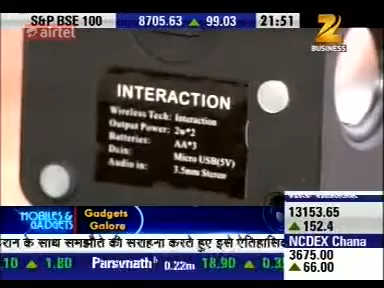 S&P BSE 100 8705.63 ▲ 99.03 21:51
airtel
Z
BUSINESS
INTERACTION
Wireless Tech: Interaction
Output Power: 2w*2
Batteries: AA*3
Dcin: Micro USB(5V)
Audio in: 3.5mm Stereo
MOBILES & GADGETS
Gadgets Galore
13153.65
▲ 152.4
के साथ समझौते की सराहना करते हुए इसे
NCDEX Chana
3675.00
▲ 66.00
.10 ▲ 1.80 Parsvnath 0.22m 18.90 ▲